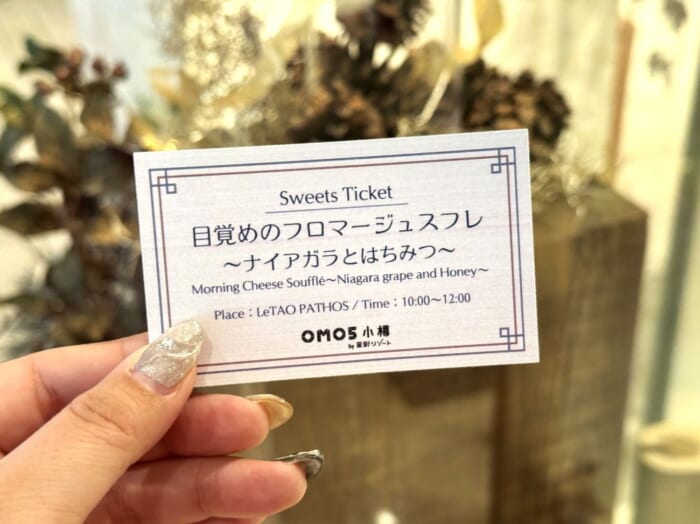 Sweets Ticket
目覚めのフロマージュスフレ
～ナイアガラとはちみつ～
Morning Cheese Soufflé～Niagara grape and Honey～
Place：LeTAO PATHOS / Time：10:00～12:00
OMO5 小樽
by 星野リゾート